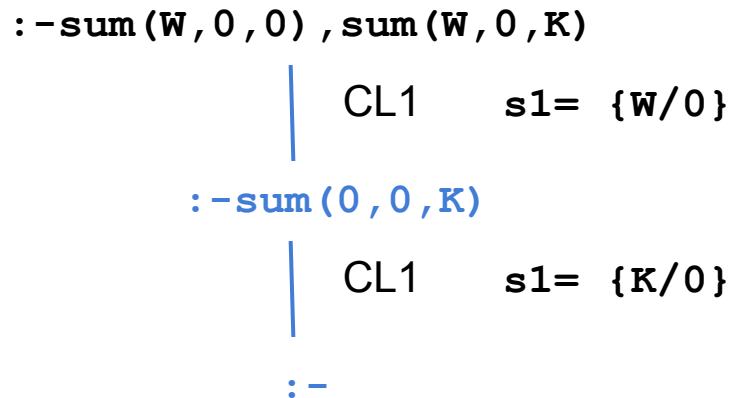 :-sum(W,0,0),sum(W,0,K)
CL1 s1= {W/0}
:-sum(0,0,K)
CL1 s1= {K/0}
:-